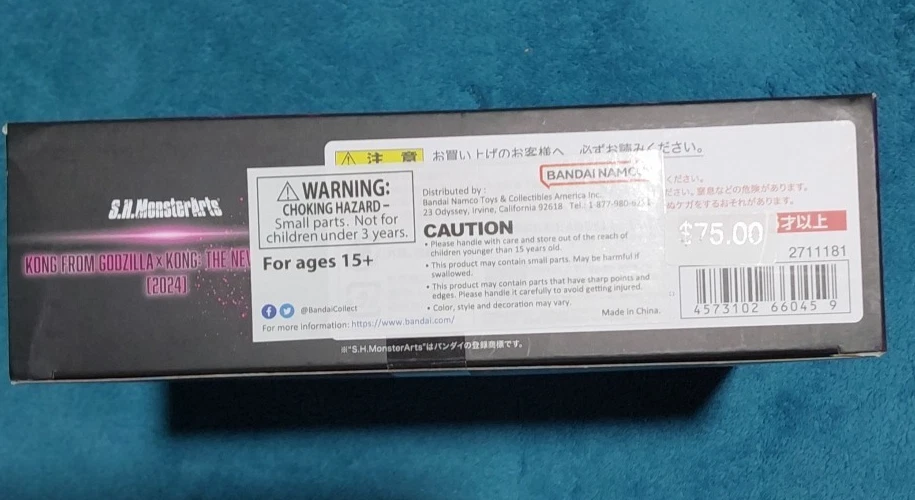 S.H.MonsterArts
KONG FROM GODZILLA x KONG: THE NEW
[2024]
⚠ 注 意 お買い上げのお客様へ 必ずお読みください。
ください。
ださい。窒息などの危険があります。
ぬケガをするおそれがあります。
才以上
2711181
4573102 66045 9
$75.00
⚠ WARNING:
CHOKING HAZARD –
Small parts. Not for
children under 3 years.
For ages 15+
@BandaiCollect
For more information: https://www.bandai.com/
BANDAI NAMCO
Distributed by :
Bandai Namco Toys & Collectibles America Inc.
23 Odyssey, Irvine, California 92618. Tel.: 1-877-980-
CAUTION
• Please handle with care and store out of the reach of
children younger than 15 years old.
• This product may contain small parts. May be harmful if
swallowed.
• This product may contain parts that have sharp points and
edges. Please handle it carefully to avoid getting injured.
• Color, style and decoration may vary.
Made in China.
※"S.H.MonsterArts"はバンダイの登録商標です。